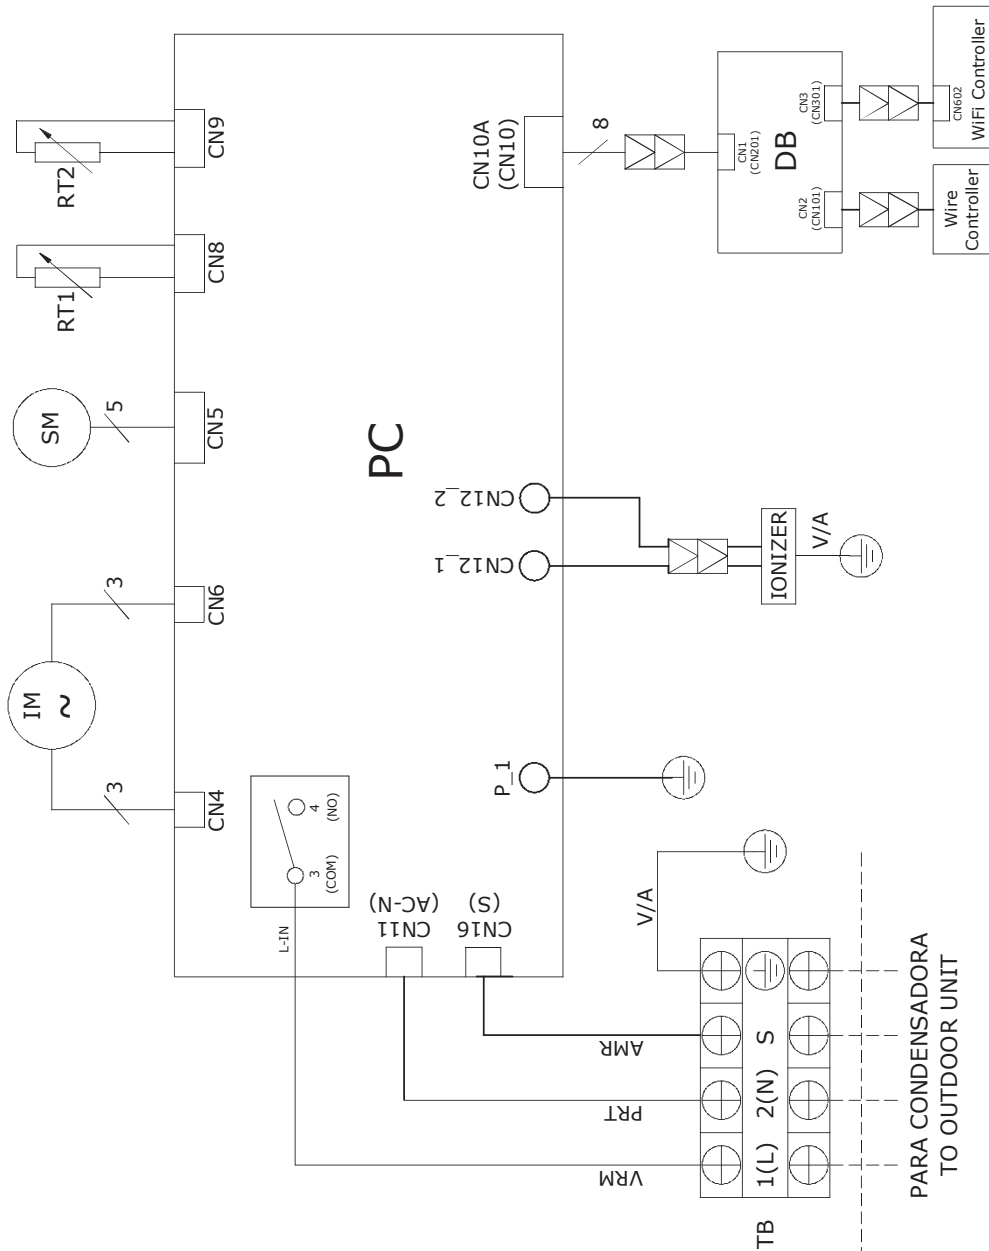 RT2
CN9
RT1
CN8
SM
5
CN5
IM
~
3
CN6
3
CN4
CN10A
(CN10)
8
CN1
(CN201)
DB
CN3
(CN301)
CN602
WiFi Controller
CN2
(CN101)
Wire
Controller
PC
CN12_2
CN12_1
IONIZER
V/A
P_1
4
(NO)
3
(COM)
L-IN
CN11
(AC-N)
CN16
(S)
V/A
AMR
PRT
VRM
1(L)
2(N)
S
TB
PARA CONDENSADORA
TO OUTDOOR UNIT